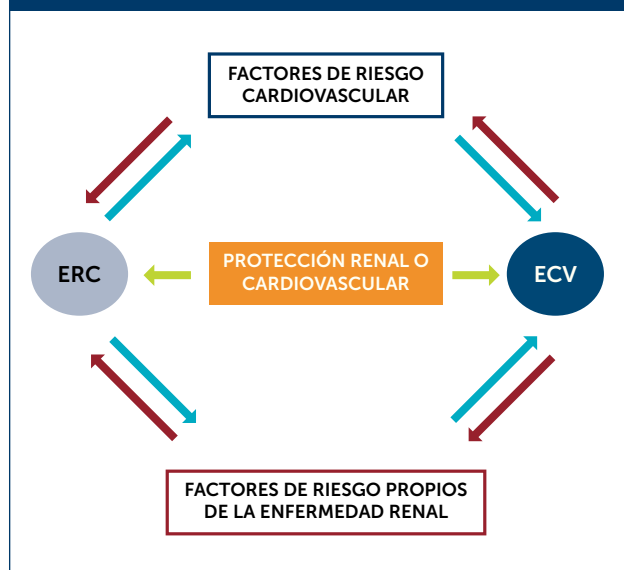 FACTORES DE RIESGO
CARDIOVASCULAR
ERC
PROTECCIÓN RENAL O
CARDIOVASCULAR
ECV
FACTORES DE RIESGO PROPIOS
DE LA ENFERMEDAD RENAL